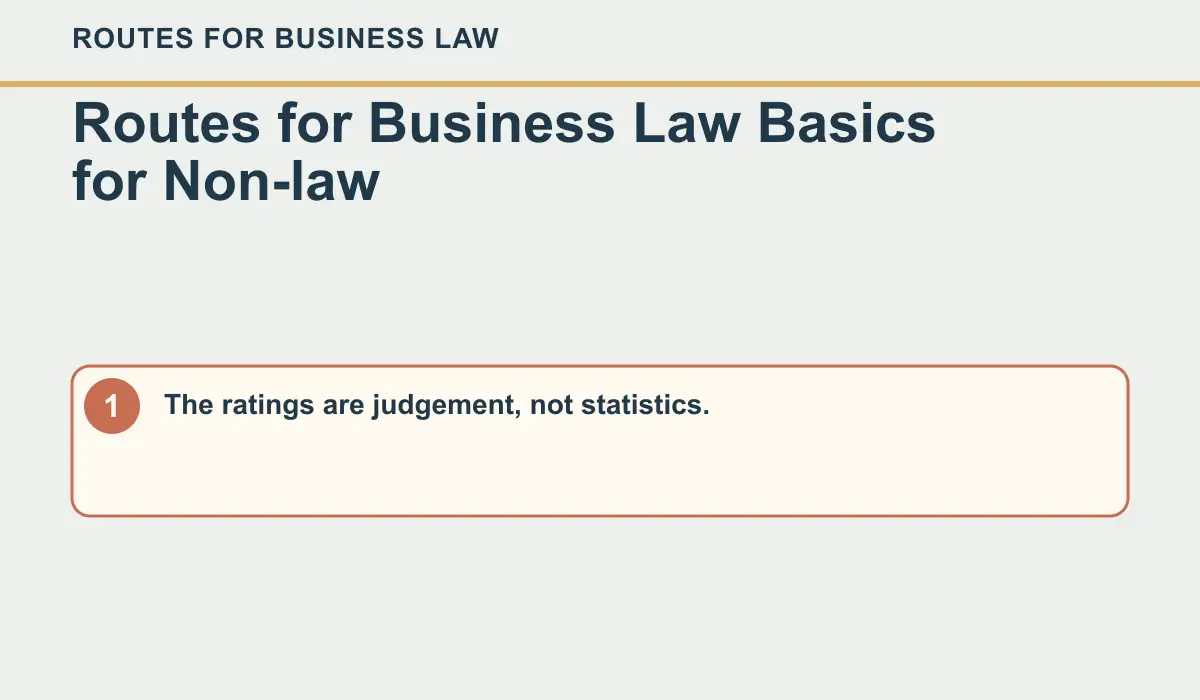 ROUTES FOR BUSINESS LAW
Routes for Business Law Basics
for Non-law
1 The ratings are judgement, not statistics.